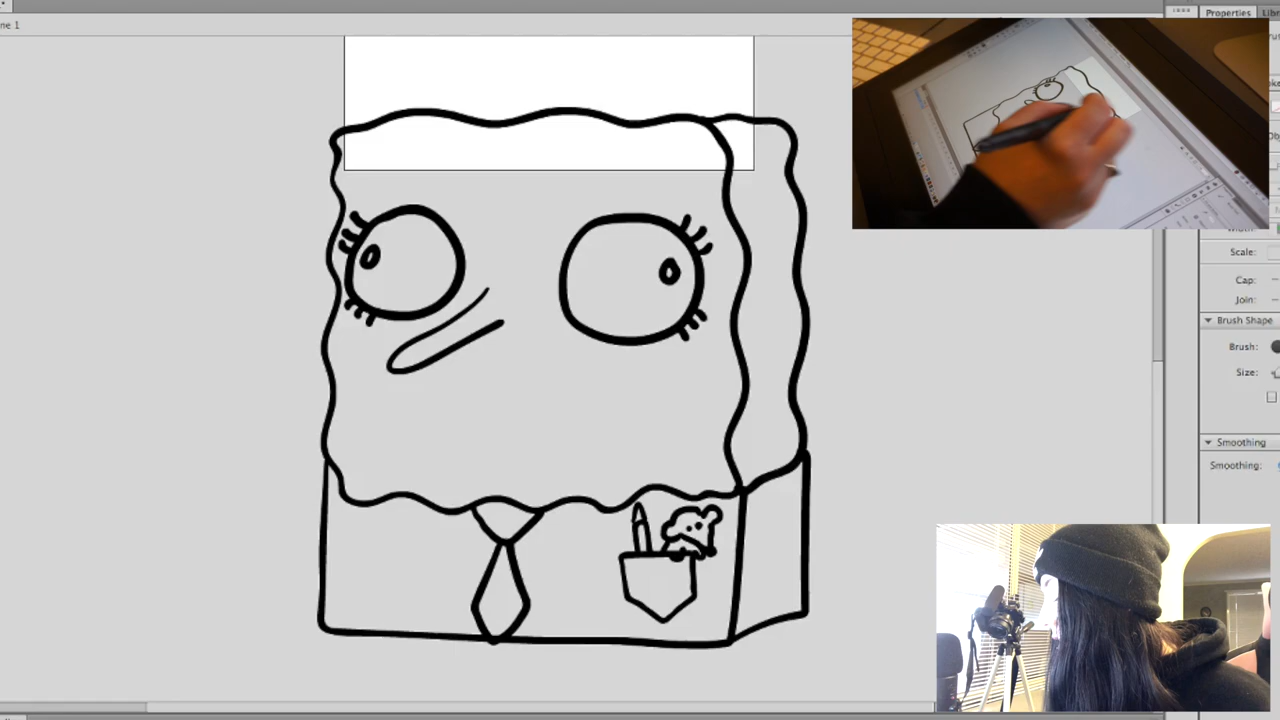 ne 1
Properties
Scale:
Cap:
Join:
Brush Shape
Brush:
Size:
Smoothing
Smoothing: